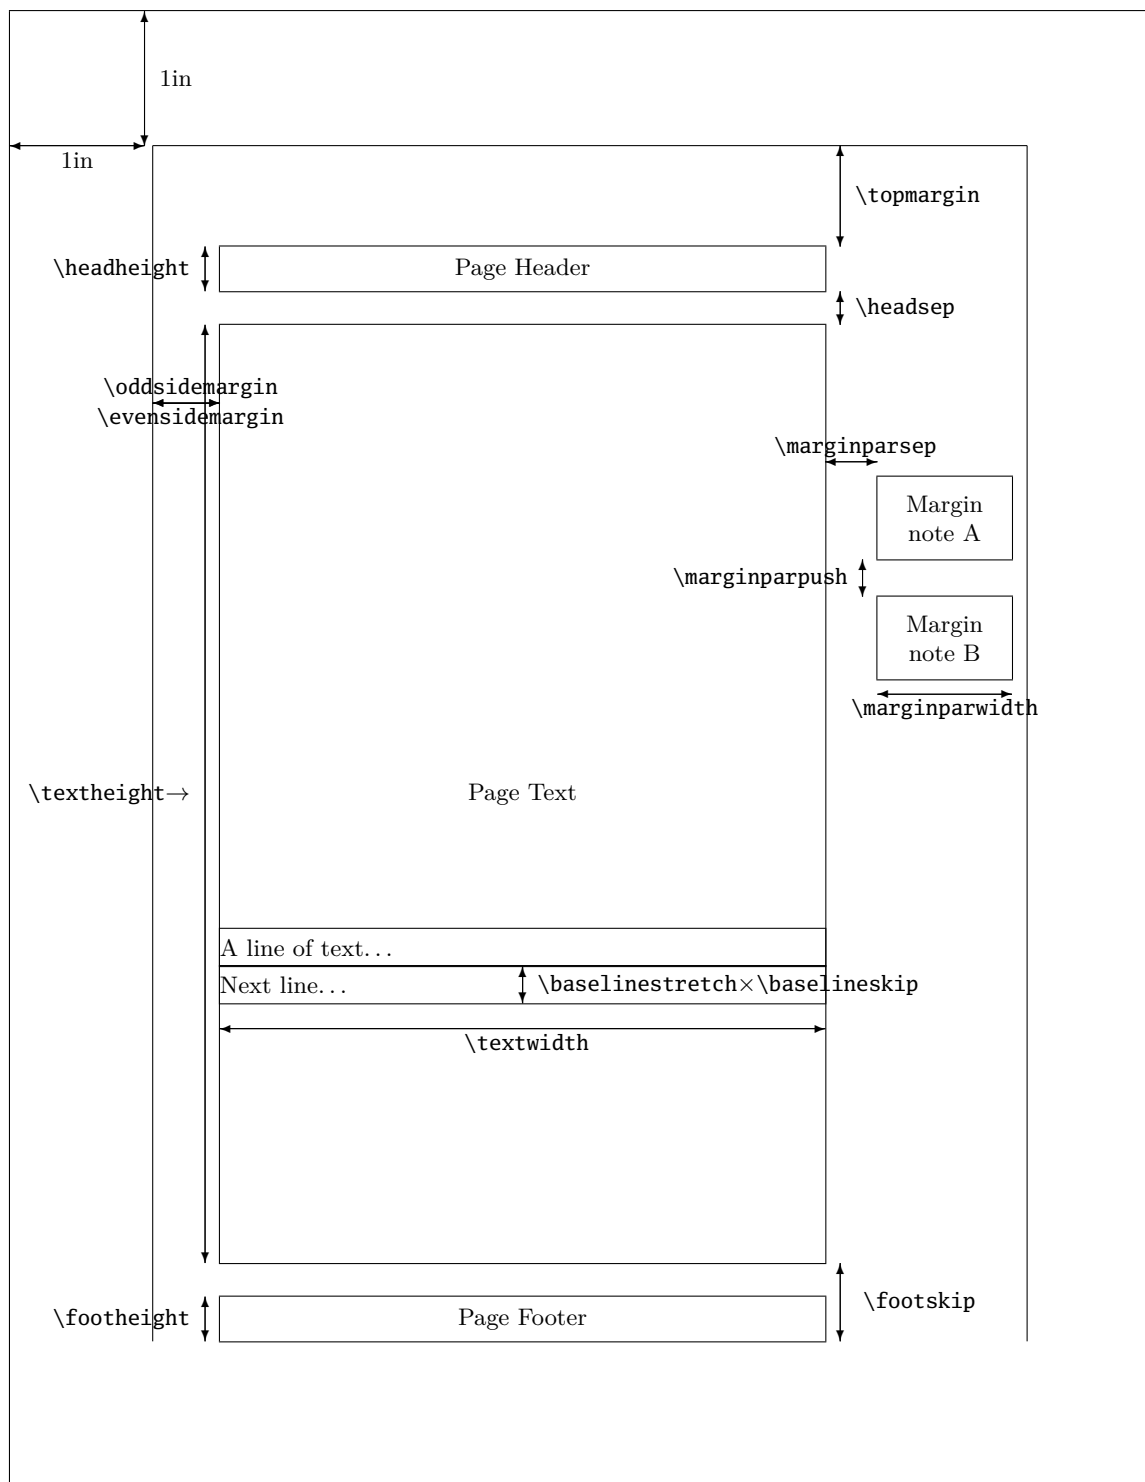 1in
1in
\topmargin
\headheight
Page Header
\headsep
\oddsidemargin
\evensidemargin
\marginparsep
Margin
note A
\marginparpush
Margin
note B
\marginparwidth
\textheight→
Page Text
A line of text...
Next line...
\baselinestretch×\baselineskip
\textwidth
\footskip
\footheight
Page Footer